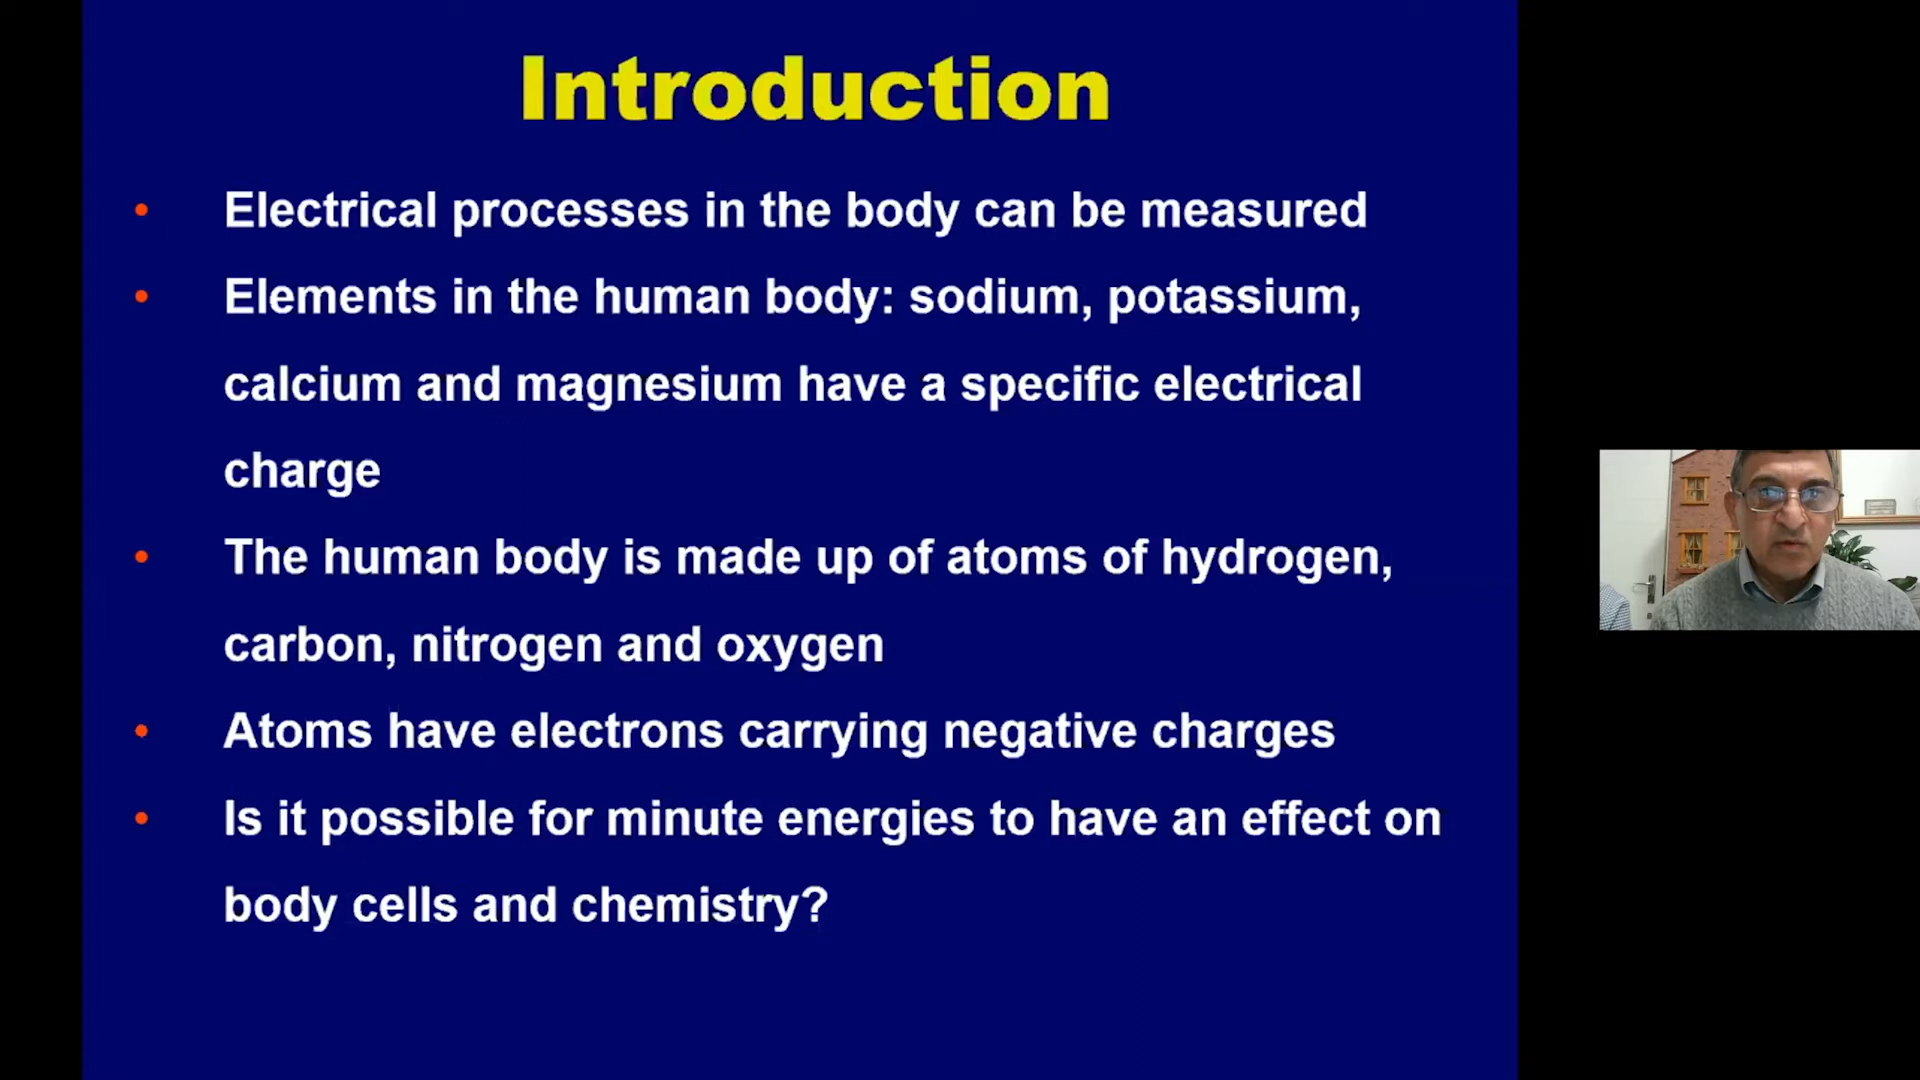 Introduction
• Electrical processes in the body can be measured
• Elements in the human body: sodium, potassium,
calcium and magnesium have a specific electrical
charge
• The human body is made up of atoms of hydrogen,
carbon, nitrogen and oxygen
• Atoms have electrons carrying negative charges
• Is it possible for minute energies to have an effect on
body cells and chemistry?